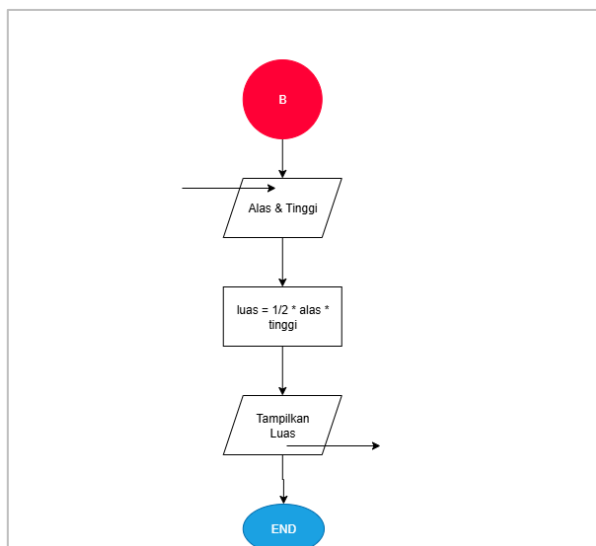 B
Alas & Tinggi
luas = 1/2 * alas *
tinggi
Tampilkan
Luas
END